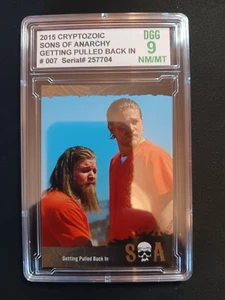 2015 CRYPTOZOIC
SONS OF ANARCHY
GETTING PULLED BACK IN
# 007 Serial# 257704
DGG
9
NM/MT
S A
Getting Pulled Back In